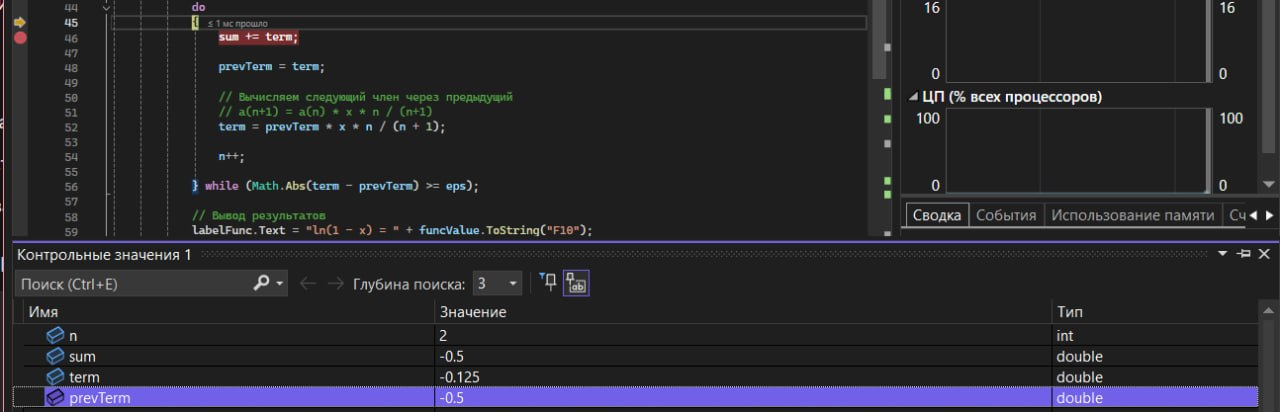 44 do
45 { ≤ 1 мс прошло
46 sum += term;
47
48 prevTerm = term;
49
50 // Вычисляем следующий член через предыдущий
51 // a(n+1) = a(n) * x * n / (n+1)
52 term = prevTerm * x * n / (n + 1);
53
54 n++;
55
56 } while (Math.Abs(term - prevTerm) >= eps);
57
58 // Вывод результатов
59 labelFunc.Text = "ln(1 - x) = " + funcValue.ToString("F10");
16 16
0 0
ЦП (% всех процессоров)
100 100
0 0
Сводка События Использование памяти Сч
Контрольные значения 1
Поиск (Ctrl+E) Глубина поиска: 3
Имя Значение Тип
n 2 int
sum -0.5 double
term -0.125 double
prevTerm -0.5 double